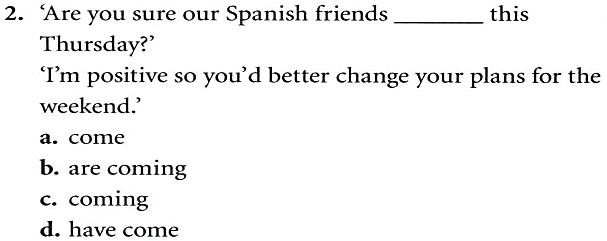 2. ‘Are you sure our Spanish friends ________ this
Thursday?’
‘I’m positive so you’d better change your plans for the
weekend.’
a. come
b. are coming
c. coming
d. have come